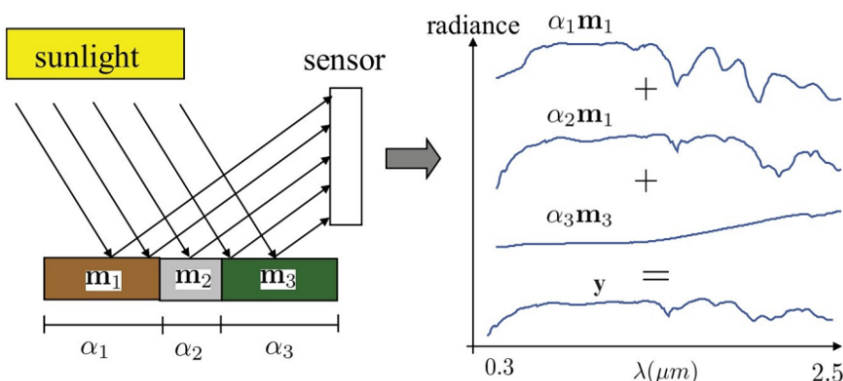 sunlight
sensor
m₁
m₂
m₃
α₁
α₂
α₃
radiance
α₁m₁
+
α₂m₁
+
α₃m₃
y =
0.3
λ(μm)
2.5